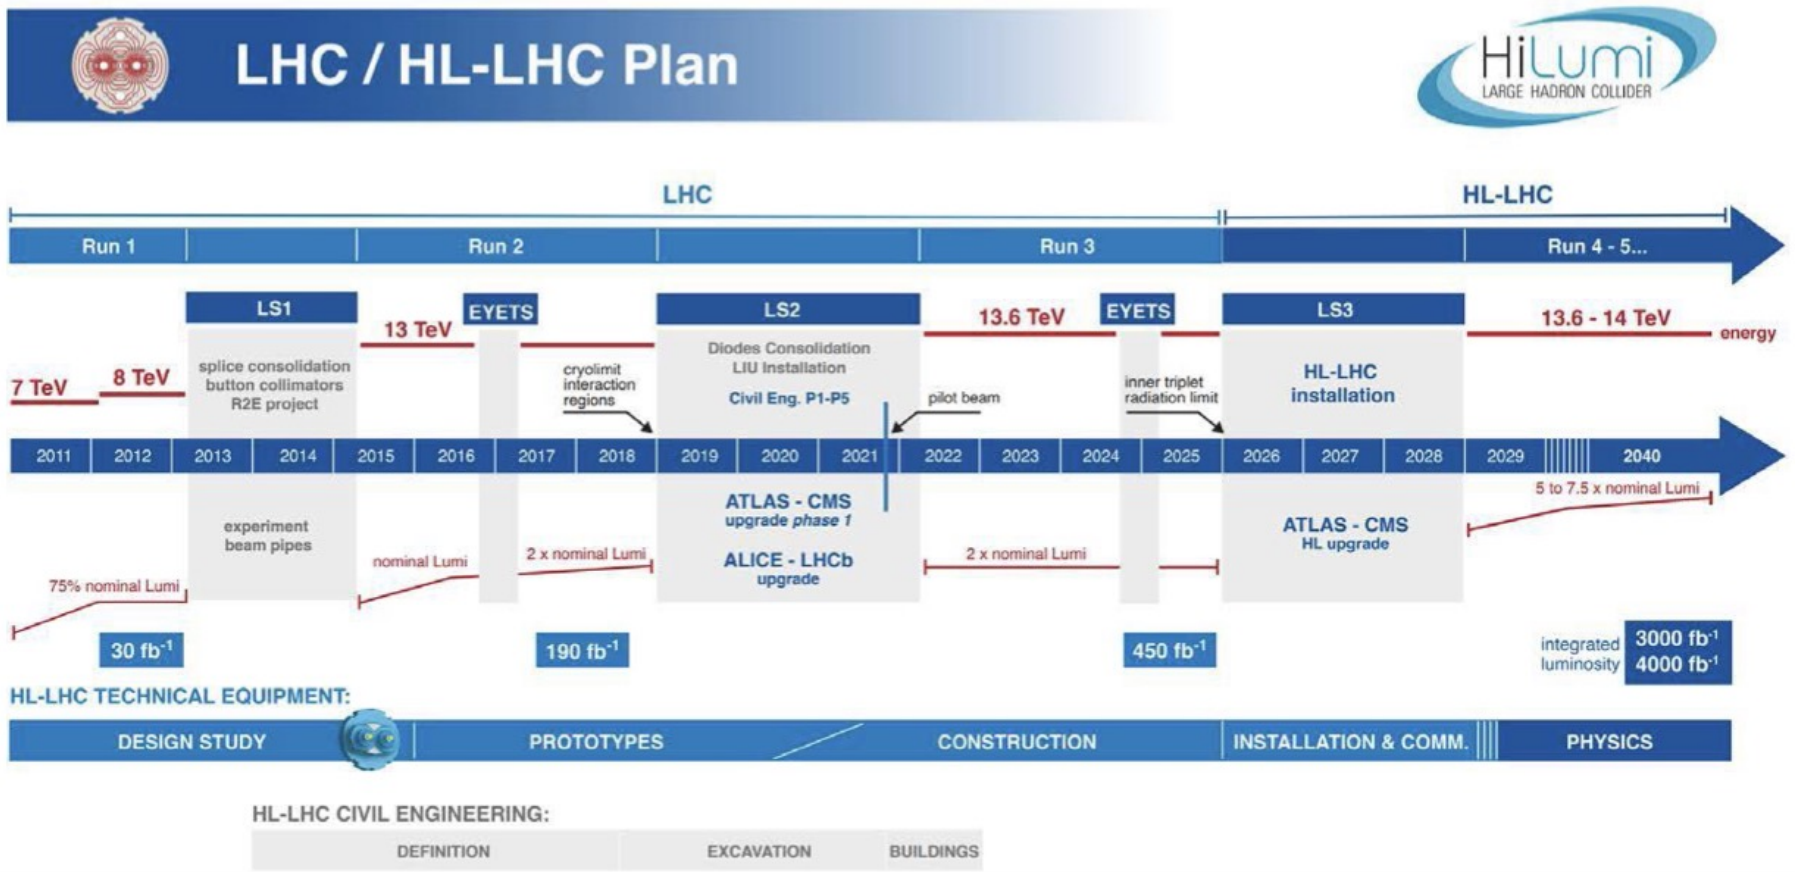 LHC / HL-LHC Plan
HiLumi
LARGE HADRON COLLIDER
LHC
HL-LHC
Run 1
Run 2
Run 3
Run 4 - 5...
LS1
EYETS
LS2
EYETS
LS3
13 TeV
13.6 TeV
13.6 - 14 TeV
energy
7 TeV
8 TeV
splice consolidation
button collimators
R2E project
cryolimit
interaction
regions
Diodes Consolidation
LIU Installation
Civil Eng. P1-P5
pilot beam
inner triplet
radiation limit
HL-LHC
installation
2011
2012
2013
2014
2015
2016
2017
2018
2019
2020
2021
2022
2023
2024
2025
2026
2027
2028
2029
2040
5 to 7.5 x nominal Lumi
experiment
beam pipes
ATLAS - CMS
upgrade phase 1
ALICE - LHCb
upgrade
ATLAS - CMS
HL upgrade
75% nominal Lumi
nominal Lumi
2 x nominal Lumi
2 x nominal Lumi
30 fb⁻¹
190 fb⁻¹
450 fb⁻¹
integrated
luminosity
3000 fb⁻¹
4000 fb⁻¹
HL-LHC TECHNICAL EQUIPMENT:
DESIGN STUDY
PROTOTYPES
CONSTRUCTION
INSTALLATION & COMM.
PHYSICS
HL-LHC CIVIL ENGINEERING:
DEFINITION
EXCAVATION
BUILDINGS